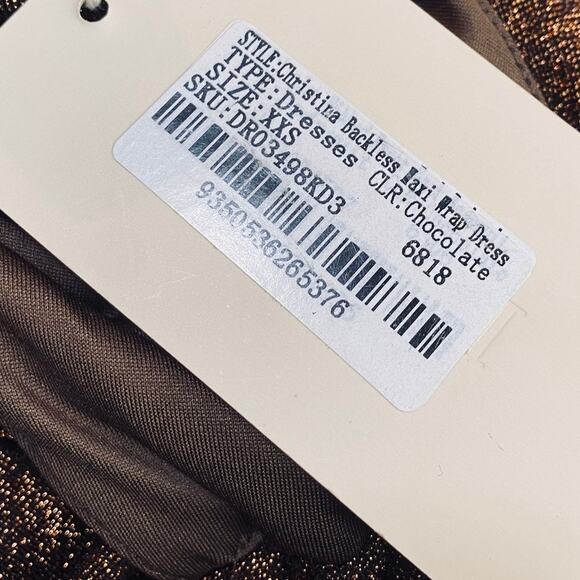 STYLE:Christina Backless Maxi Wrap Dress
TYPE:Dresses CLR:Chocolate
SIZE:XXS 6818
SKU:DR03498KD3
9350536265376